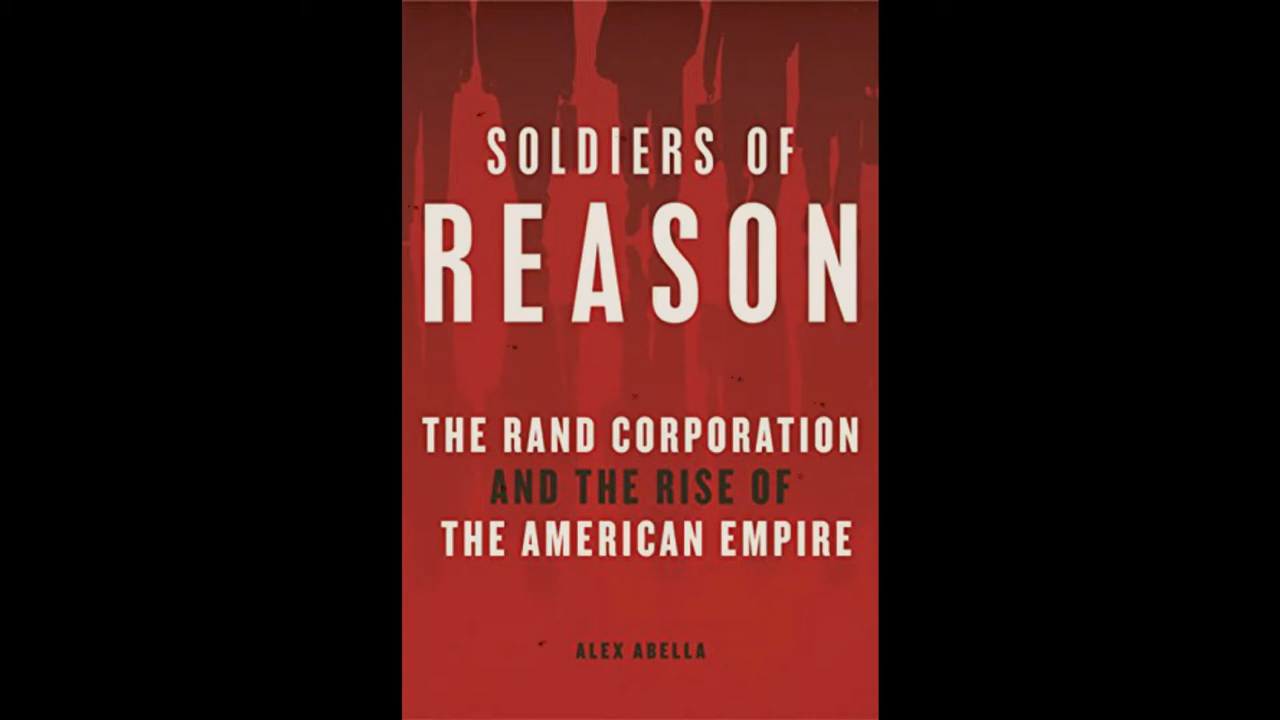 SOLDIERS OF
REASON
THE RAND CORPORATION
AND THE RISE OF
THE AMERICAN EMPIRE
ALEX ABELLA